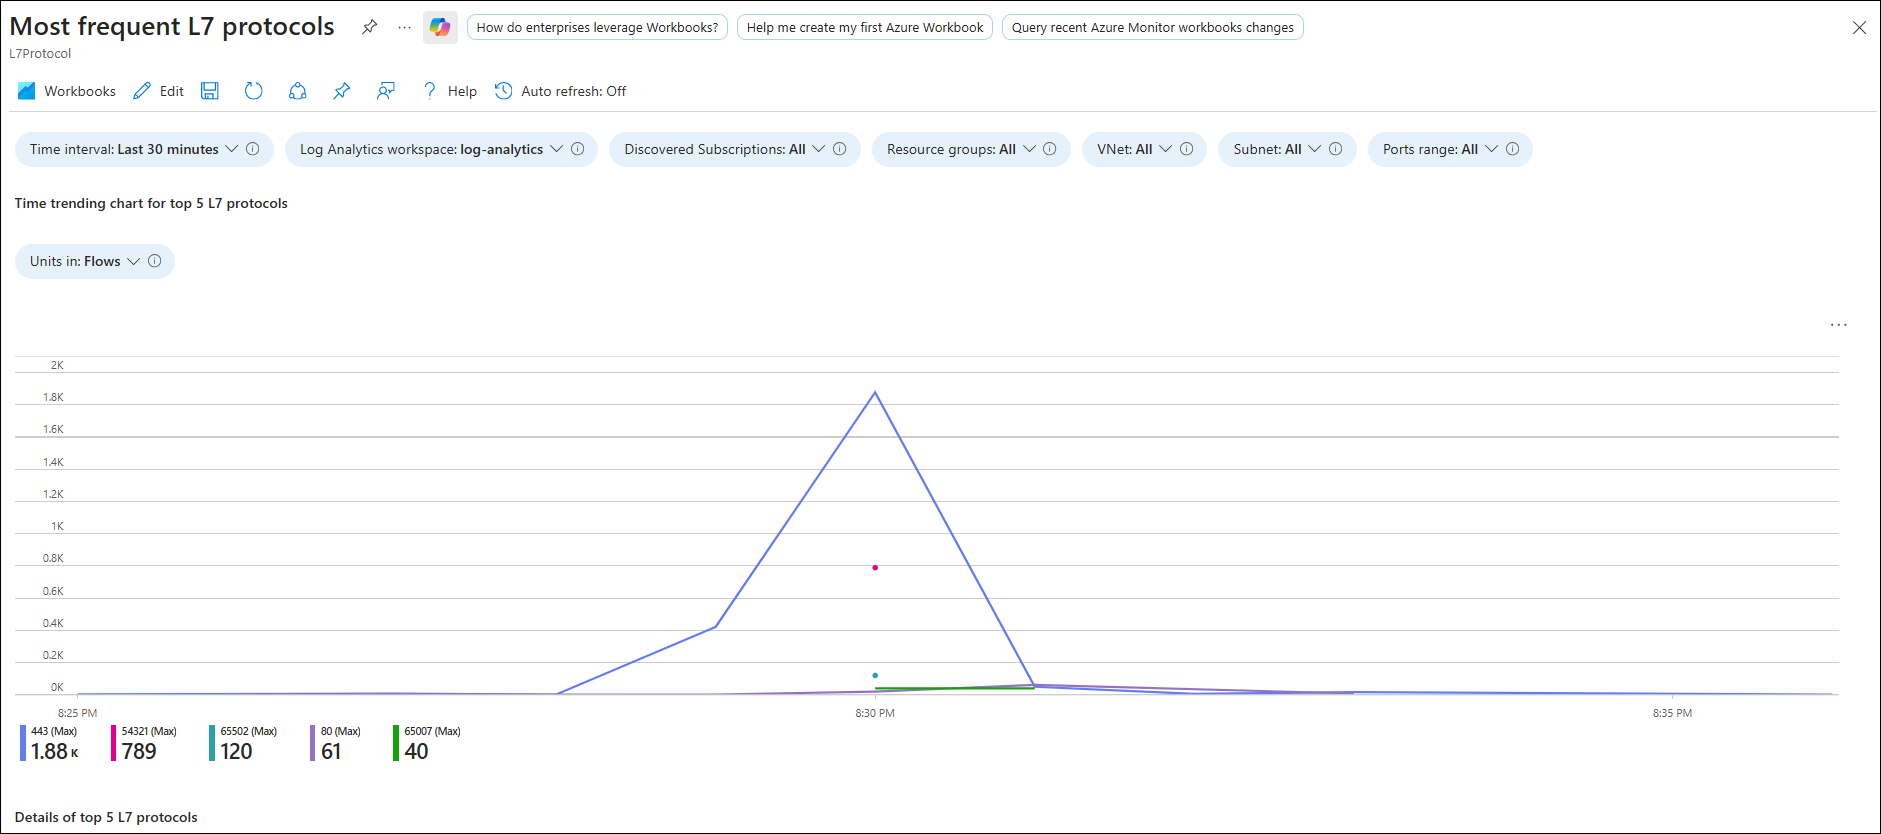 Most frequent L7 protocols
How do enterprises leverage Workbooks?
Help me create my first Azure Workbook
Query recent Azure Monitor workbooks changes
L7Protocol
Workbooks
Edit
Help
Auto refresh: Off
Time interval: Last 30 minutes
Log Analytics workspace: log-analytics
Discovered Subscriptions: All
Resource groups: All
VNet: All
Subnet: All
Ports range: All
Time trending chart for top 5 L7 protocols
Units in: Flows
2K
1.8K
1.6K
1.4K
1.2K
1K
0.8K
0.6K
0.4K
0.2K
0K
8:25 PM
8:30 PM
8:35 PM
443 (Max)
1.88 K
54321 (Max)
789
65502 (Max)
120
80 (Max)
61
65007 (Max)
40
Details of top 5 L7 protocols